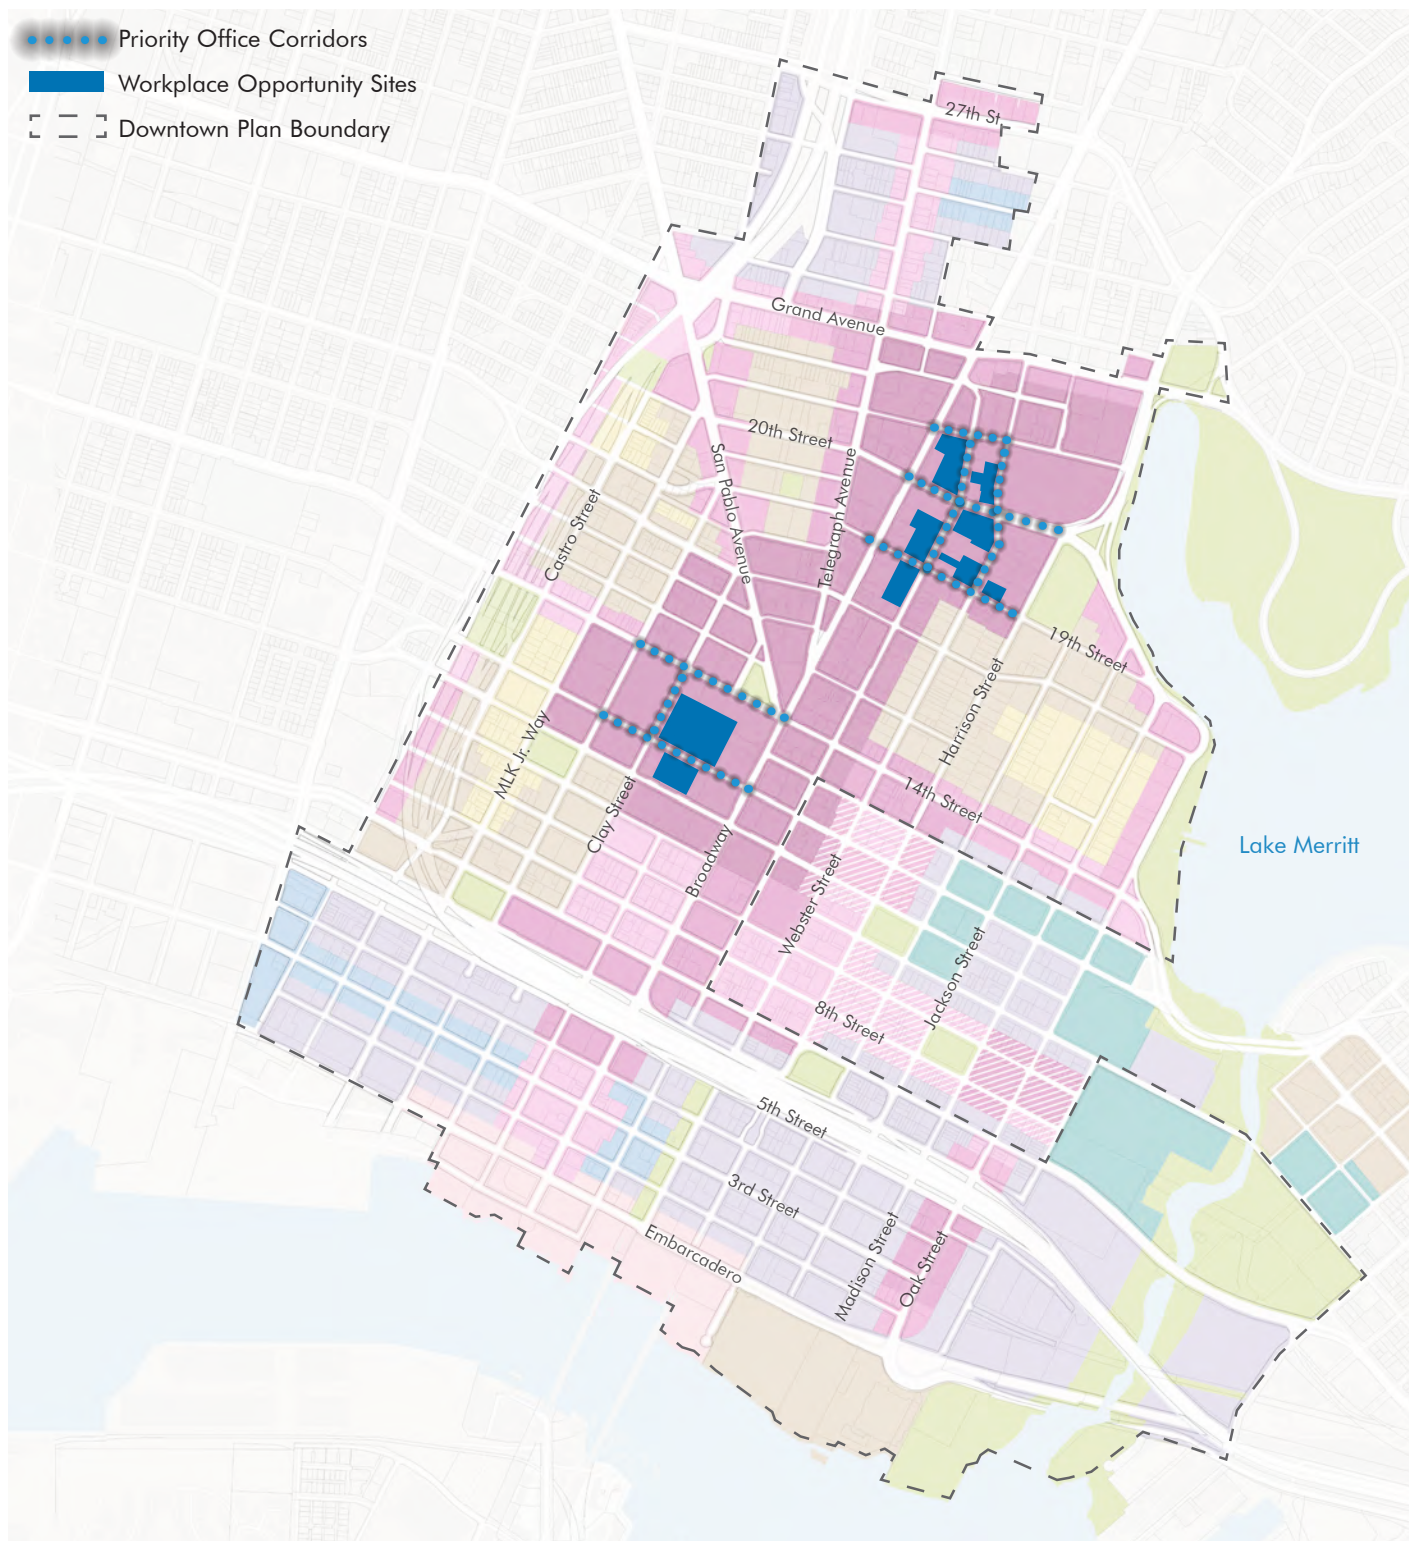 Priority Office Corridors
Workplace Opportunity Sites
Downtown Plan Boundary
27th St
Grand Avenue
20th Street
San Pablo Avenue
Telegraph Avenue
Castro Street
19th Street
Harrison Street
MLK Jr. Way
Clay Street
14th Street
Broadway
Webster Street
Lake Merritt
Jackson Street
8th Street
5th Street
3rd Street
Madison Street
Oak Street
Embarcadero